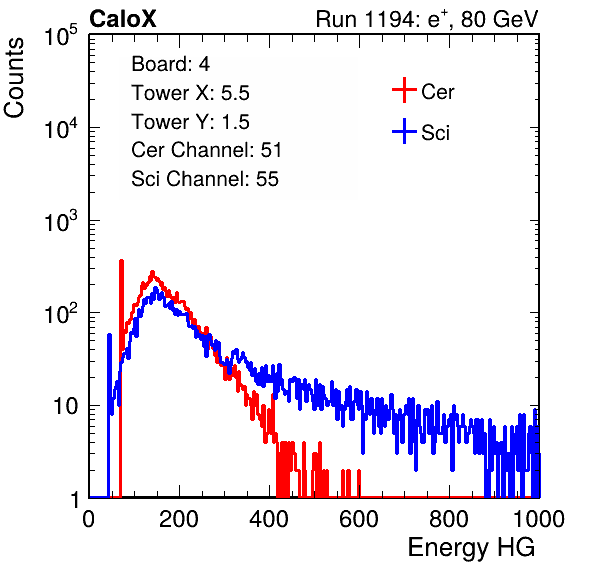 CaloX Run 1194: e⁺, 80 GeV
Board: 4
Tower X: 5.5
Tower Y: 1.5
Cer Channel: 51
Sci Channel: 55
Cer
Sci
Counts
10⁵
10⁴
10³
10²
10
1
0 200 400 600 800 1000
Energy HG